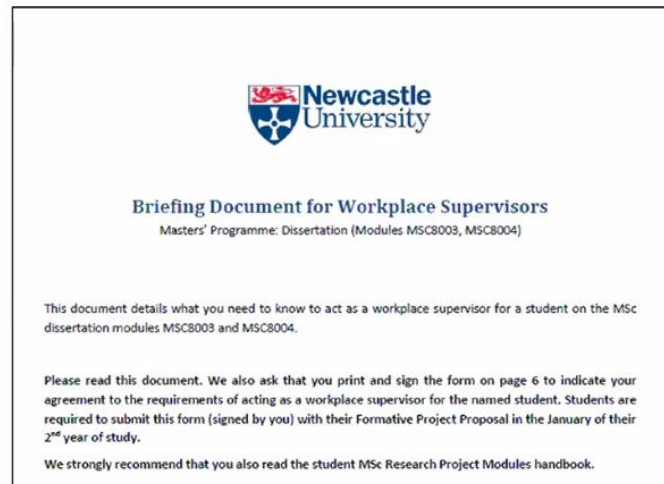 Newcastle
University
Briefing Document for Workplace Supervisors
Masters' Programme: Dissertation (Modules MSC8003, MSC8004)
This document details what you need to know to act as a workplace supervisor for a student on the MSc
dissertation modules MSC8003 and MSC8004.
Please read this document. We also ask that you print and sign the form on page 6 to indicate your
agreement to the requirements of acting as a workplace supervisor for the named student. Students are
required to submit this form (signed by you) with their Formative Project Proposal in the January of their
2nd year of study.
We strongly recommend that you also read the student MSc Research Project Modules handbook.